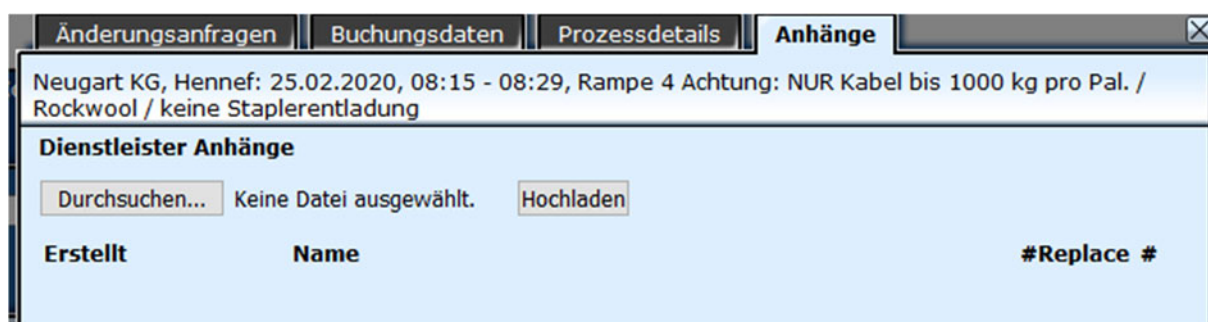 Änderungsanfragen Buchungsdaten Prozessdetails Anhänge
Neugart KG, Hennef: 25.02.2020, 08:15 - 08:29, Rampe 4 Achtung: NUR Kabel bis 1000 kg pro Pal. /
Rockwool / keine Staplerentladung
Dienstleister Anhänge
Durchsuchen... Keine Datei ausgewählt. Hochladen
Erstellt Name #Replace #